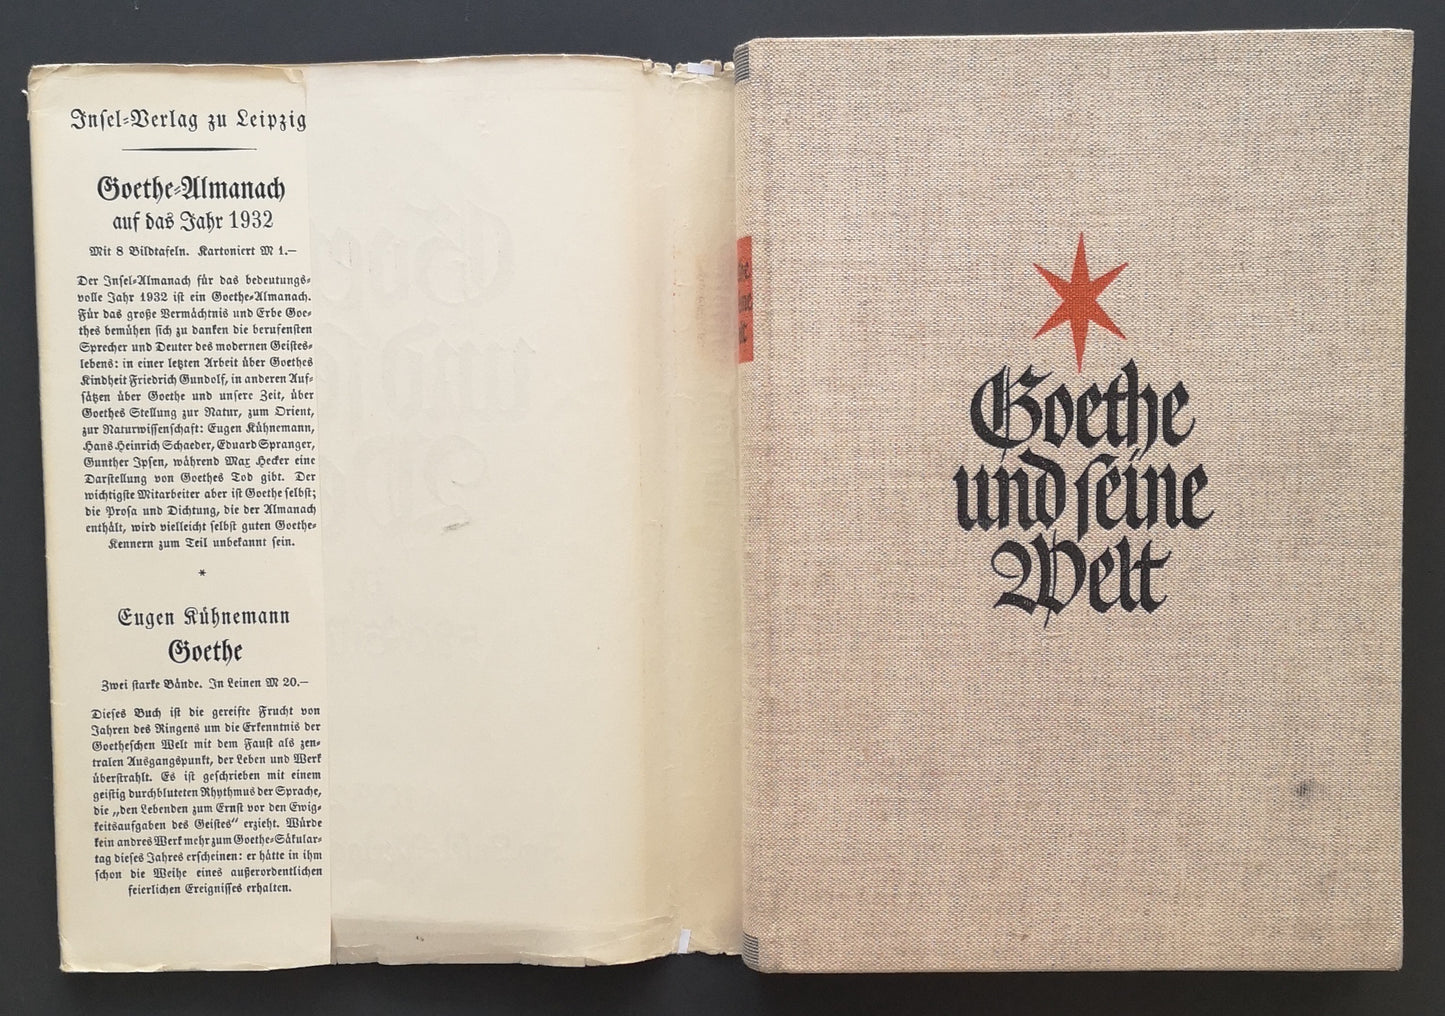 Insel-Verlag zu Leipzig
Goethe-Almanach
auf das Jahr 1932
Mit 8 Bildtafeln. Kartoniert M 1.–
Der Insel-Almanach für das bedeutungs-
volle Jahr 1932 ist ein Goethe-Almanach.
Für das große Vermächtnis und Erbe Goe-
thes bemühen sich zu danken die berufensten
Sprecher und Deuter des modernen Geistes-
lebens: in einer letzten Arbeit über Goethes
Kindheit Friedrich Gundolf, in anderen Auf-
sätzen über Goethe und unsere Zeit, über
Goethes Stellung zur Natur, zum Orient,
zur Naturwissenschaft: Eugen Kühnemann,
Hans Heinrich Schaeder, Eduard Spranger,
Gunther Ipsen, während Max Hecker eine
Darstellung von Goethes Tod gibt. Der
wichtigste Mitarbeiter aber ist Goethe selbst;
die Prosa und Dichtung, die der Almanach
enthält, wird vielleicht selbst guten Goethe-
Kennern zum Teil unbekannt sein.
*
Eugen Kühnemann
Goethe
Zwei starke Bände. In Leinen M 20.–
Dieses Buch ist die gereifte Frucht von
Jahren des Ringens um die Erkenntnis der
Goetheschen Welt mit dem Faust als zen-
tralen Ausgangspunkt, der Leben und Werk
überstrahlt. Es ist geschrieben mit einem
geistig durchbluteten Rhythmus der Sprache,
die „den Lebenden zum Ernst vor den Ewig-
keitsaufgaben des Geistes“ erzieht. Würde
kein andres Werk mehr zum Goethe-Säkular-
tag dieses Jahres erscheinen: er hätte in ihm
schon die Weihe eines außerordentlichen
feierlichen Ereignisses erhalten.
Goethe
und seine
Welt